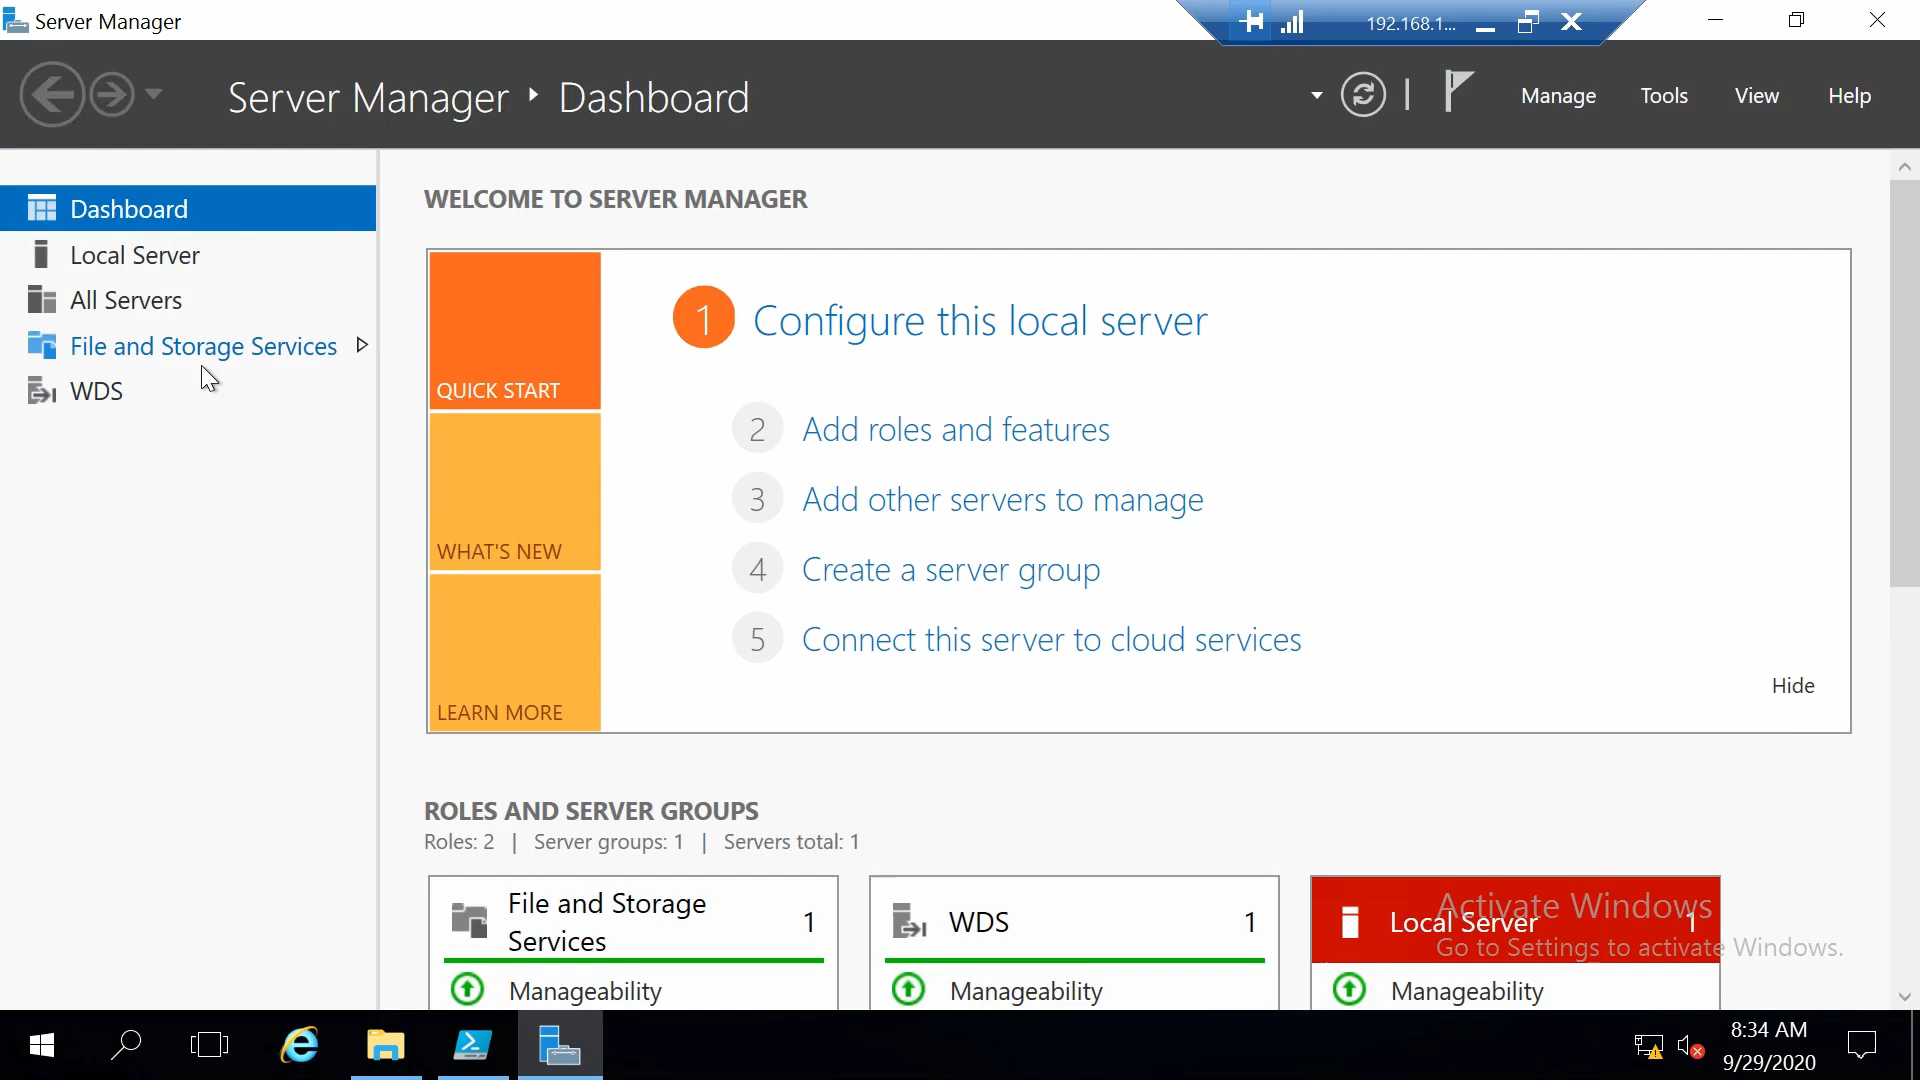 Server Manager
192.168.1...
Server Manager Dashboard
Manage Tools View Help
Dashboard
Local Server
All Servers
File and Storage Services
WDS
WELCOME TO SERVER MANAGER
QUICK START
WHAT'S NEW
LEARN MORE
1 Configure this local server
2 Add roles and features
3 Add other servers to manage
4 Create a server group
5 Connect this server to cloud services
Hide
ROLES AND SERVER GROUPS
Roles: 2 | Server groups: 1 | Servers total: 1
File and Storage
Services
1
Manageability
WDS 1
Manageability
Local Server 1
Manageability
Activate Windows
Go to Settings to activate Windows.
8:34 AM
9/29/2020